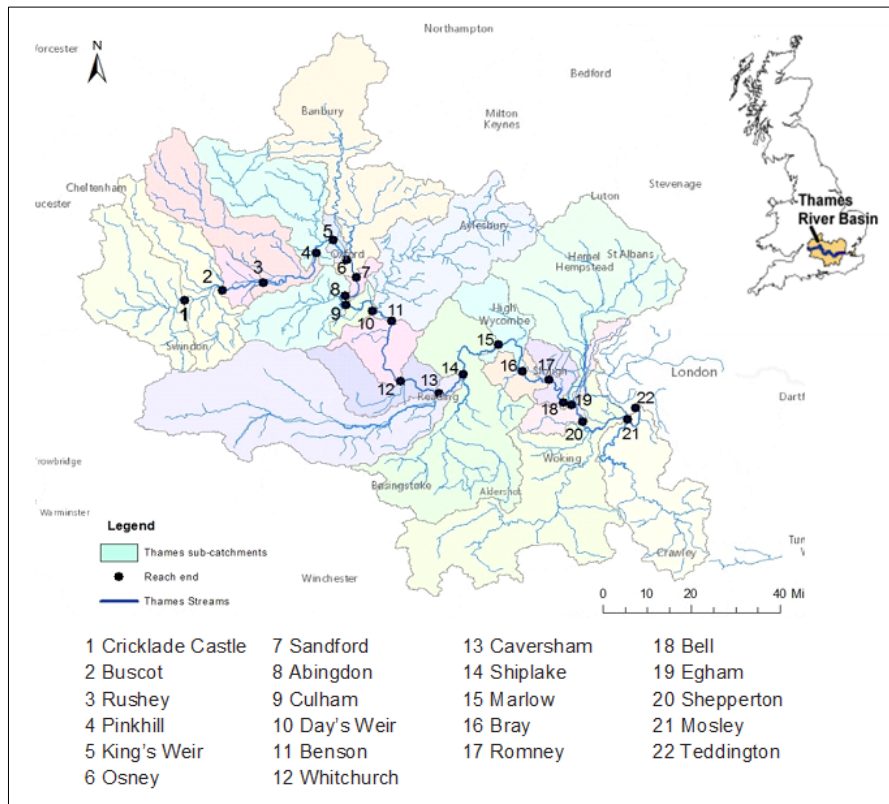 Northampton
Worcester
N
Bedford
Banbury
Milton
Keynes
Cheltenham
ucester
Stevenage
Luton
Aylesbury
Thames
River Basin
Oxford
Hemel
Hempstead
St Albans
High
Wycombe
Swindon
Slough
London
Dartf
Reading
Woking
Basingstoke
Aldershot
Trowbridge
Warminster
Crawley
Tun
W
Winchester
1
2
3
4
5
6
7
8
9
10
11
12
13
14
15
16
17
18
19
20
21
22
Legend
Thames sub-catchments
Reach end
Thames Streams
0 10 20 40 Mi
1 Cricklade Castle 7 Sandford 13 Caversham 18 Bell
2 Buscot 8 Abingdon 14 Shiplake 19 Egham
3 Rushey 9 Culham 15 Marlow 20 Shepperton
4 Pinkhill 10 Day's Weir 16 Bray 21 Mosley
5 King's Weir 11 Benson 17 Romney 22 Teddington
6 Osney 12 Whitchurch